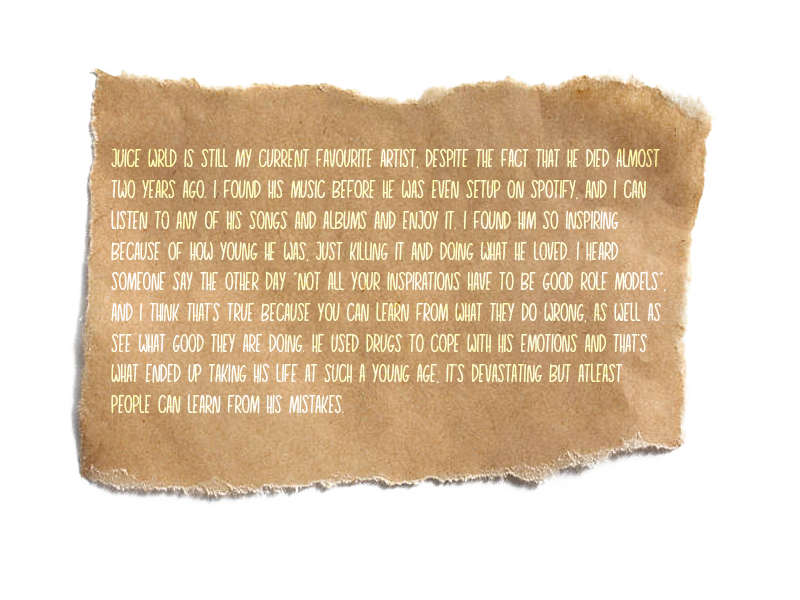 JUICE WRLD IS STILL MY CURRENT FAVOURITE ARTIST, DESPITE THE FACT THAT HE DIED ALMOST
TWO YEARS AGO. I FOUND HIS MUSIC BEFORE HE WAS EVEN SETUP ON SPOTIFY, AND I CAN
LISTEN TO ANY OF HIS SONGS AND ALBUMS AND ENJOY IT. I FOUND HIM SO INSPIRING
BECAUSE OF HOW YOUNG HE WAS, JUST KILLING IT AND DOING WHAT HE LOVED. I HEARD
SOMEONE SAY THE OTHER DAY "NOT ALL YOUR INSPIRATIONS HAVE TO BE GOOD ROLE MODELS",
AND I THINK THAT'S TRUE BECAUSE YOU CAN LEARN FROM WHAT THEY DO WRONG, AS WELL AS
SEE WHAT GOOD THEY ARE DOING. HE USED DRUGS TO COPE WITH HIS EMOTIONS AND THAT'S
WHAT ENDED UP TAKING HIS LIFE AT SUCH A YOUNG AGE, IT'S DEVASTATING BUT ATLEAST
PEOPLE CAN LEARN FROM HIS MISTAKES.